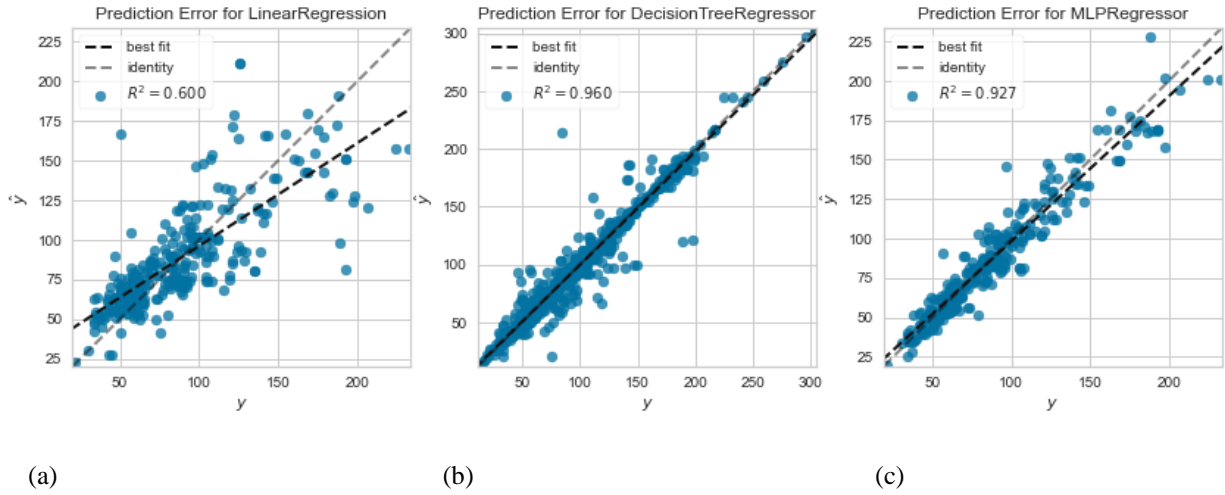 Prediction Error for LinearRegression
225
200
175
150
125
100
75
50
25
ŷ
best fit
identity
R² = 0.600
50
100
150
200
y
Prediction Error for DecisionTreeRegressor
300
250
200
150
100
50
ŷ
best fit
identity
R² = 0.960
50
100
150
200
250
300
y
Prediction Error for MLPRegressor
225
200
175
150
125
100
75
50
25
ŷ
best fit
identity
R² = 0.927
50
100
150
200
y
(a)
(b)
(c)